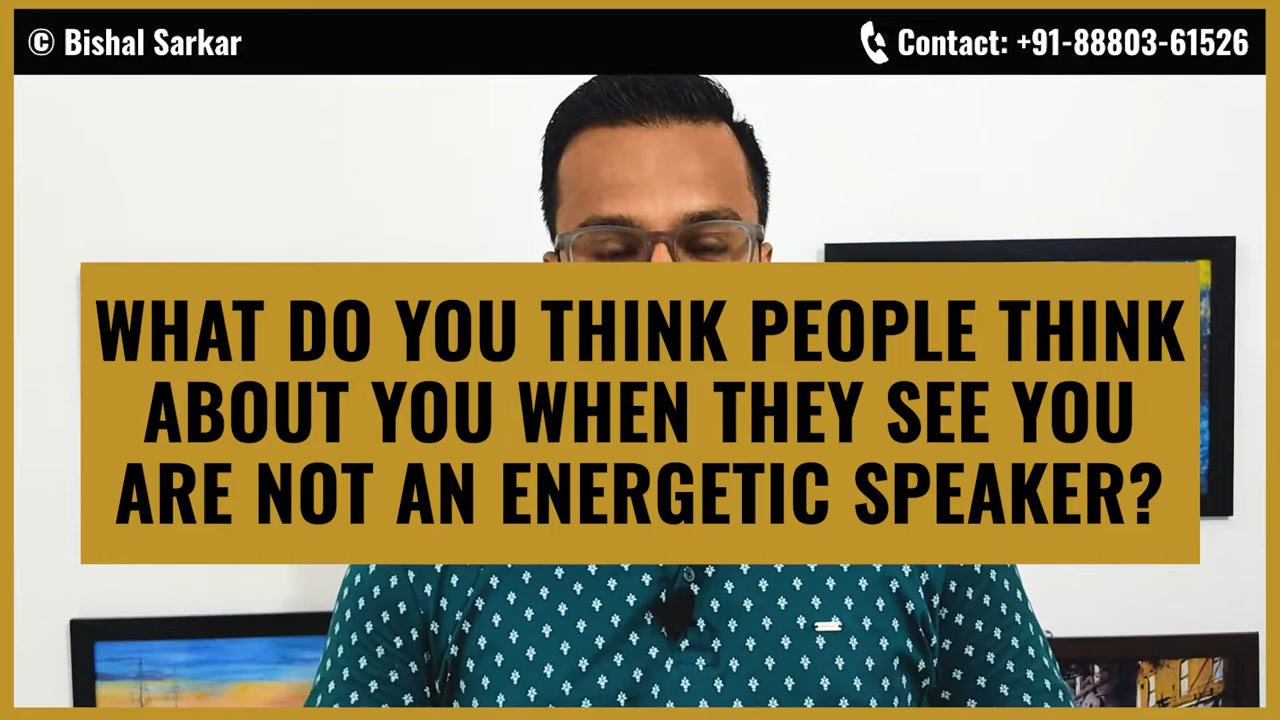 © Bishal Sarkar
Contact: +91-88803-61526
WHAT DO YOU THINK PEOPLE THINK
ABOUT YOU WHEN THEY SEE YOU
ARE NOT AN ENERGETIC SPEAKER?